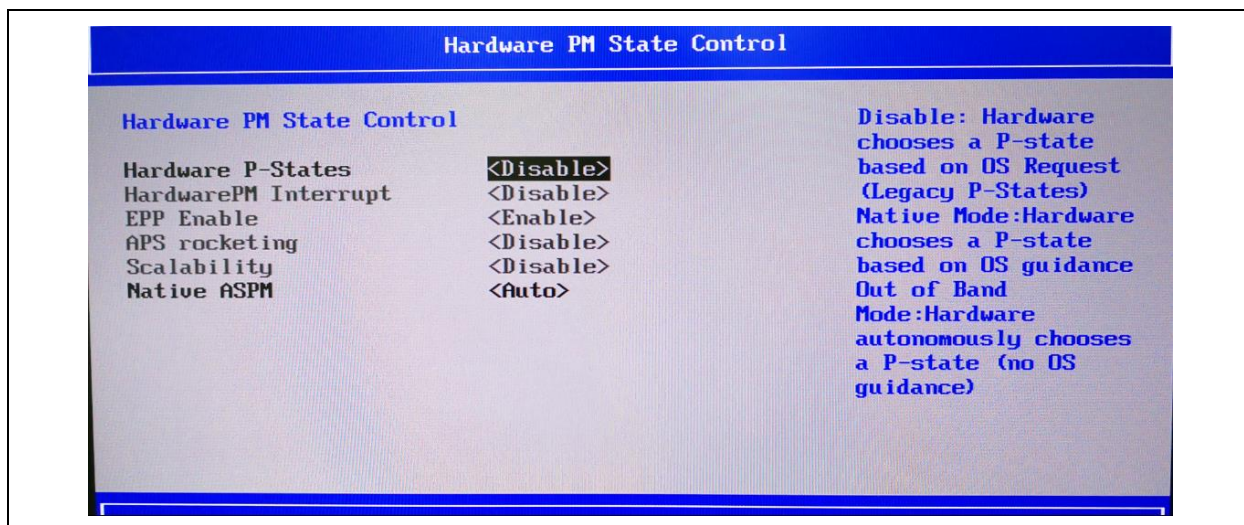 Hardware PM State Control
Hardware PM State Control
Hardware P-States <Disable>
HardwarePM Interrupt <Disable>
EPP Enable <Enable>
APS rocketing <Disable>
Scalability <Disable>
Native ASPM <Auto>
Disable: Hardware
chooses a P-state
based on OS Request
(Legacy P-States)
Native Mode:Hardware
chooses a P-state
based on OS guidance
Out of Band
Mode:Hardware
autonomously chooses
a P-state (no OS
guidance)